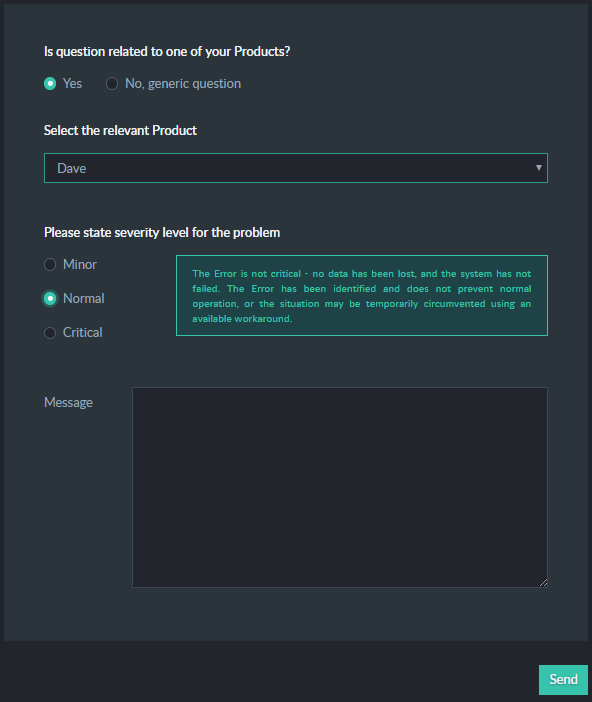 Is question related to one of your Products?
Yes
No, generic question
Select the relevant Product
Dave
Please state severity level for the problem
Minor
The Error is not critical - no data has been lost, and the system has not
failed. The Error has been identified and does not prevent normal
operation, or the situation may be temporarily circumvented using an
available workaround.
Normal
Critical
Message
Send